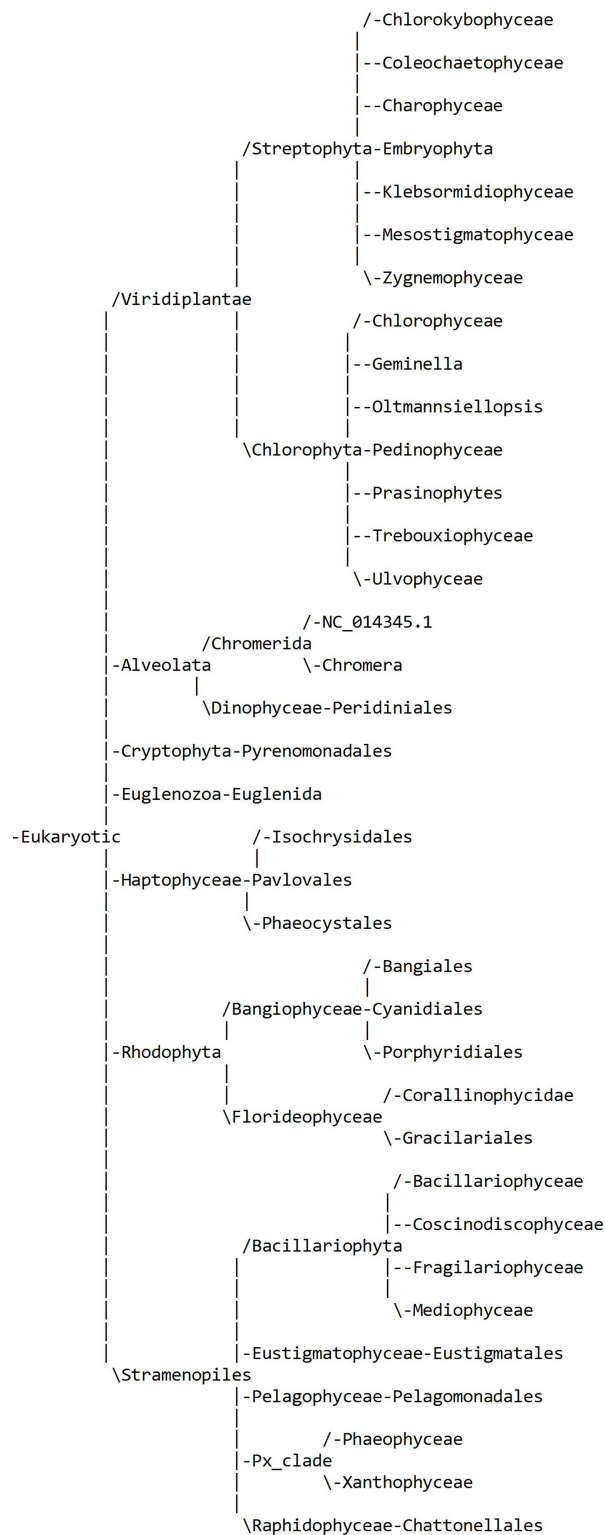 /-Chlorokybophyceae
|
|--Coleochaetophyceae
|
|--Charophyceae
|
/Streptophyta-Embryophyta
| |
| |--Klebsormidiophyceae
| |
| |--Mesostigmatophyceae
| |
| \-Zygnemophyceae
/Viridiplantae
| | /-Chlorophyceae
| | |
| | |--Geminella
| | |
| | |--Oltmannsiellopsis
| | |
| \Chlorophyta-Pedinophyceae
| |
| |--Prasinophytes
| |
| |--Trebouxiophyceae
| |
| \-Ulvophyceae
|
| /-NC_014345.1
| /Chromerida
|-Alveolata \-Chromera
| |
| \Dinophyceae-Peridiniales
|
|-Cryptophyta-Pyrenomonadales
|
|-Euglenozoa-Euglenida
|
-Eukaryotic /-Isochrysidales
| |
|-Haptophyceae-Pavlovales
| |
| \-Phaeocystales
|
| /-Bangiales
| |
| /Bangiophyceae-Cyanidiales
| | |
|-Rhodophyta \-Porphyridiales
| |
| | /-Corallinophycidae
| \Florideophyceae
| \-Gracilariales
|
| /-Bacillariophyceae
| |
| |--Coscinodiscophyceae
| /Bacillariophyta
| | |--Fragilariophyceae
| | |
| | \-Mediophyceae
| |
| |-Eustigmatophyceae-Eustigmatales
\Stramenopiles
|-Pelagophyceae-Pelagomonadales
|
| /-Phaeophyceae
|-Px_clade
| \-Xanthophyceae
|
\Raphidophyceae-Chattonellales